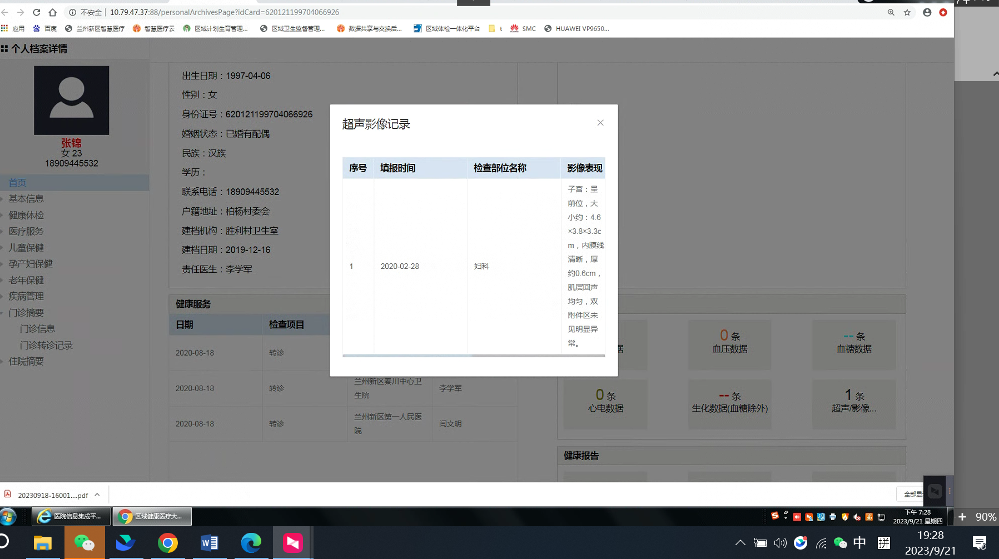 不安全 10.79.47.37:88/personalArchivesPage?idCard=620121199704066926
应用 百度 兰州新区智慧医疗 智慧医疗云 区域计划生育管理... 区域卫生监督管理... 数据共享与交换后... 区域体检一体化平台 t SMC HUAWEI VP9650...
个人档案详情
张锦
女 23
18909445532
首页
基本信息
健康体检
医疗服务
儿童保健
孕产妇保健
老年保健
疾病管理
门诊摘要
门诊信息
门诊转诊记录
住院摘要
出生日期：1997-04-06
性别：女
身份证号：620121199704066926
婚姻状态：已婚有配偶
民族：汉族
学历：
联系电话：18909445532
户籍地址：柏杨村委会
建档机构：胜利村卫生室
建档日期：2019-12-16
责任医生：李学军
超声影像记录
序号 填报时间 检查部位名称 影像表现
1 2020-02-28 妇科
子宫：呈
前位，大
小约：4.6
×3.8×3.3c
m，内膜线
清晰，厚
约0.6cm，
肌层回声
均匀，双
附件区未
见明显异
常。
健康服务
日期 检查项目
2020-08-18 转诊
2020-08-18 转诊 兰州新区秦川中心卫
生院 李学军
2020-08-18 转诊 兰州新区第一人民医
院 闫文明
据
0 条
血压数据
-- 条
血糖数据
0 条
心电数据
-- 条
生化数据(血糖除外)
1 条
超声/影像...
健康报告
20230918-16001....pdf
全部显
医院信息集成平... 区域健康医疗大...
下午 7:28
2023/9/21 星期四
90%
中 拼
19:28
2023/9/21